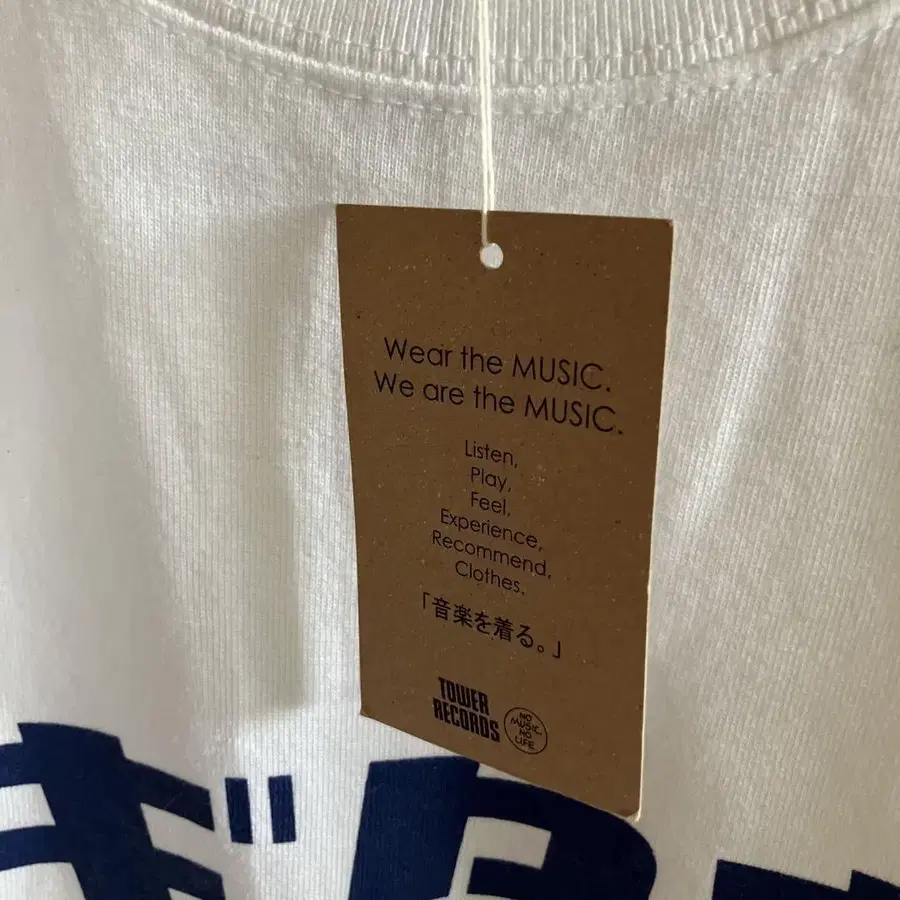 Wear the MUSIC.
We are the MUSIC.
Listen,
Play,
Feel,
Experience,
Recommend,
Clothes.
「音楽を着る。」
TOWER
RECORDS
NO
MUSIC,
NO
LIFE.